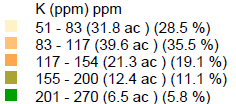 K (ppm) ppm
51 - 83 (31.8 ac ) (28.5 %)
83 - 117 (39.6 ac ) (35.5 %)
117 - 154 (21.3 ac ) (19.1 %)
155 - 200 (12.4 ac ) (11.1 %)
201 - 270 (6.5 ac ) (5.8 %)